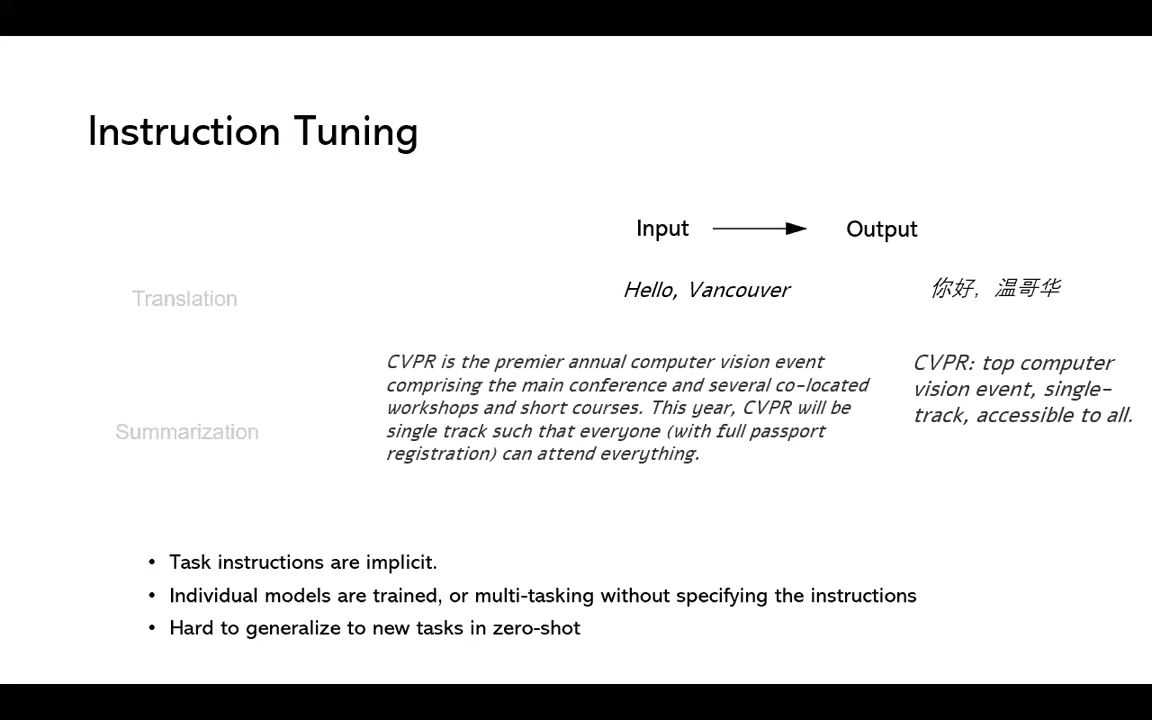 Instruction Tuning
Input Output
Translation
Hello, Vancouver
你好，温哥华
Summarization
CVPR is the premier annual computer vision event
comprising the main conference and several co-located
workshops and short courses. This year, CVPR will be
single track such that everyone (with full passport
registration) can attend everything.
CVPR: top computer
vision event, single-
track, accessible to all.
• Task instructions are implicit.
• Individual models are trained, or multi-tasking without specifying the instructions
• Hard to generalize to new tasks in zero-shot